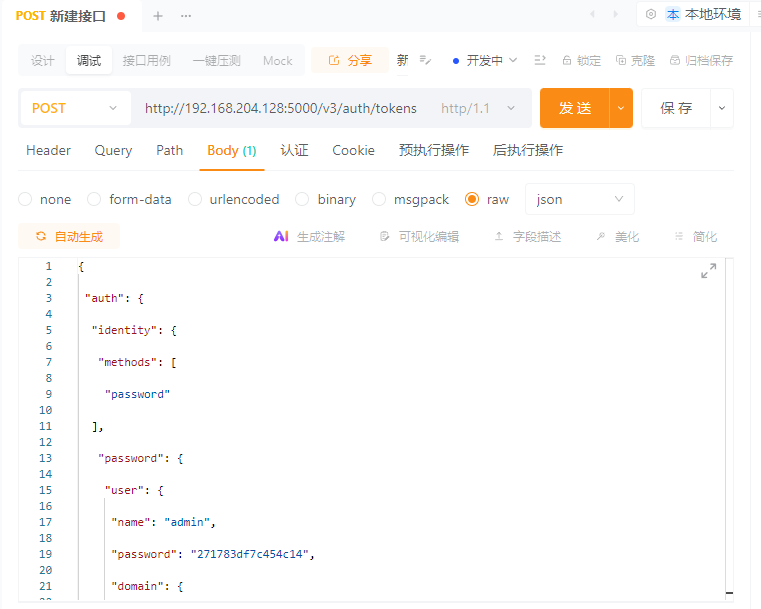 POST 新建接口
本 本地环境
设计 调试 接口用例 一键压测 Mock 分享 新 开发中 锁定 克隆 归档保存
POST http://192.168.204.128:5000/v3/auth/tokens http/1.1 发送 保存
Header Query Path Body (1) 认证 Cookie 预执行操作 后执行操作
none form-data urlencoded binary msgpack raw json
自动生成 AI 生成注解 可视化编辑 字段描述 美化 简化
1 {
2
3 "auth": {
4
5 "identity": {
6
7 "methods": [
8
9 "password"
10
11 ],
12
13 "password": {
14
15 "user": {
16
17 "name": "admin",
18
19 "password": "271783df7c454c14",
20
21 "domain": {